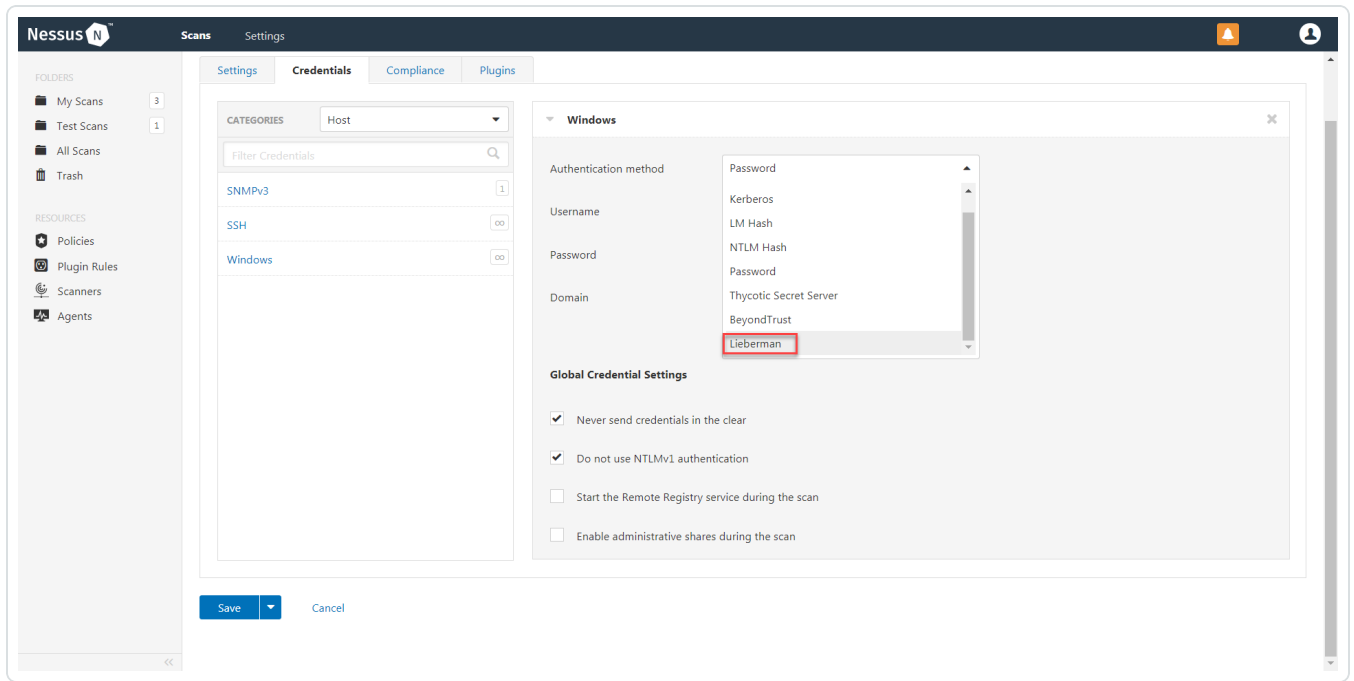 Nessus N ™ Scans Settings
FOLDERS
My Scans 3
Test Scans 1
All Scans
Trash
RESOURCES
Policies
Plugin Rules
Scanners
Agents
Settings Credentials Compliance Plugins
CATEGORIES Host
Filter Credentials
SNMPv3 1
SSH ∞
Windows ∞
Windows
Authentication method Password
Kerberos
LM Hash
NTLM Hash
Password
Thycotic Secret Server
BeyondTrust
Lieberman
Username
Password
Domain
Global Credential Settings
Never send credentials in the clear
Do not use NTLMv1 authentication
Start the Remote Registry service during the scan
Enable administrative shares during the scan
Save Cancel